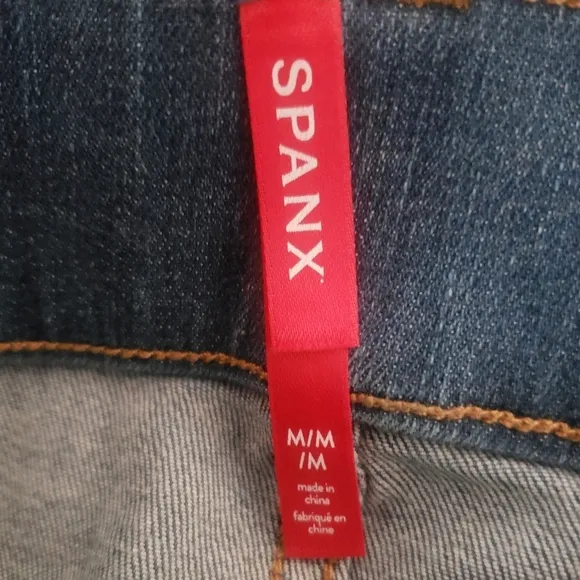 SPANX
M/M
/M
made in
china
fabriqué en
chine